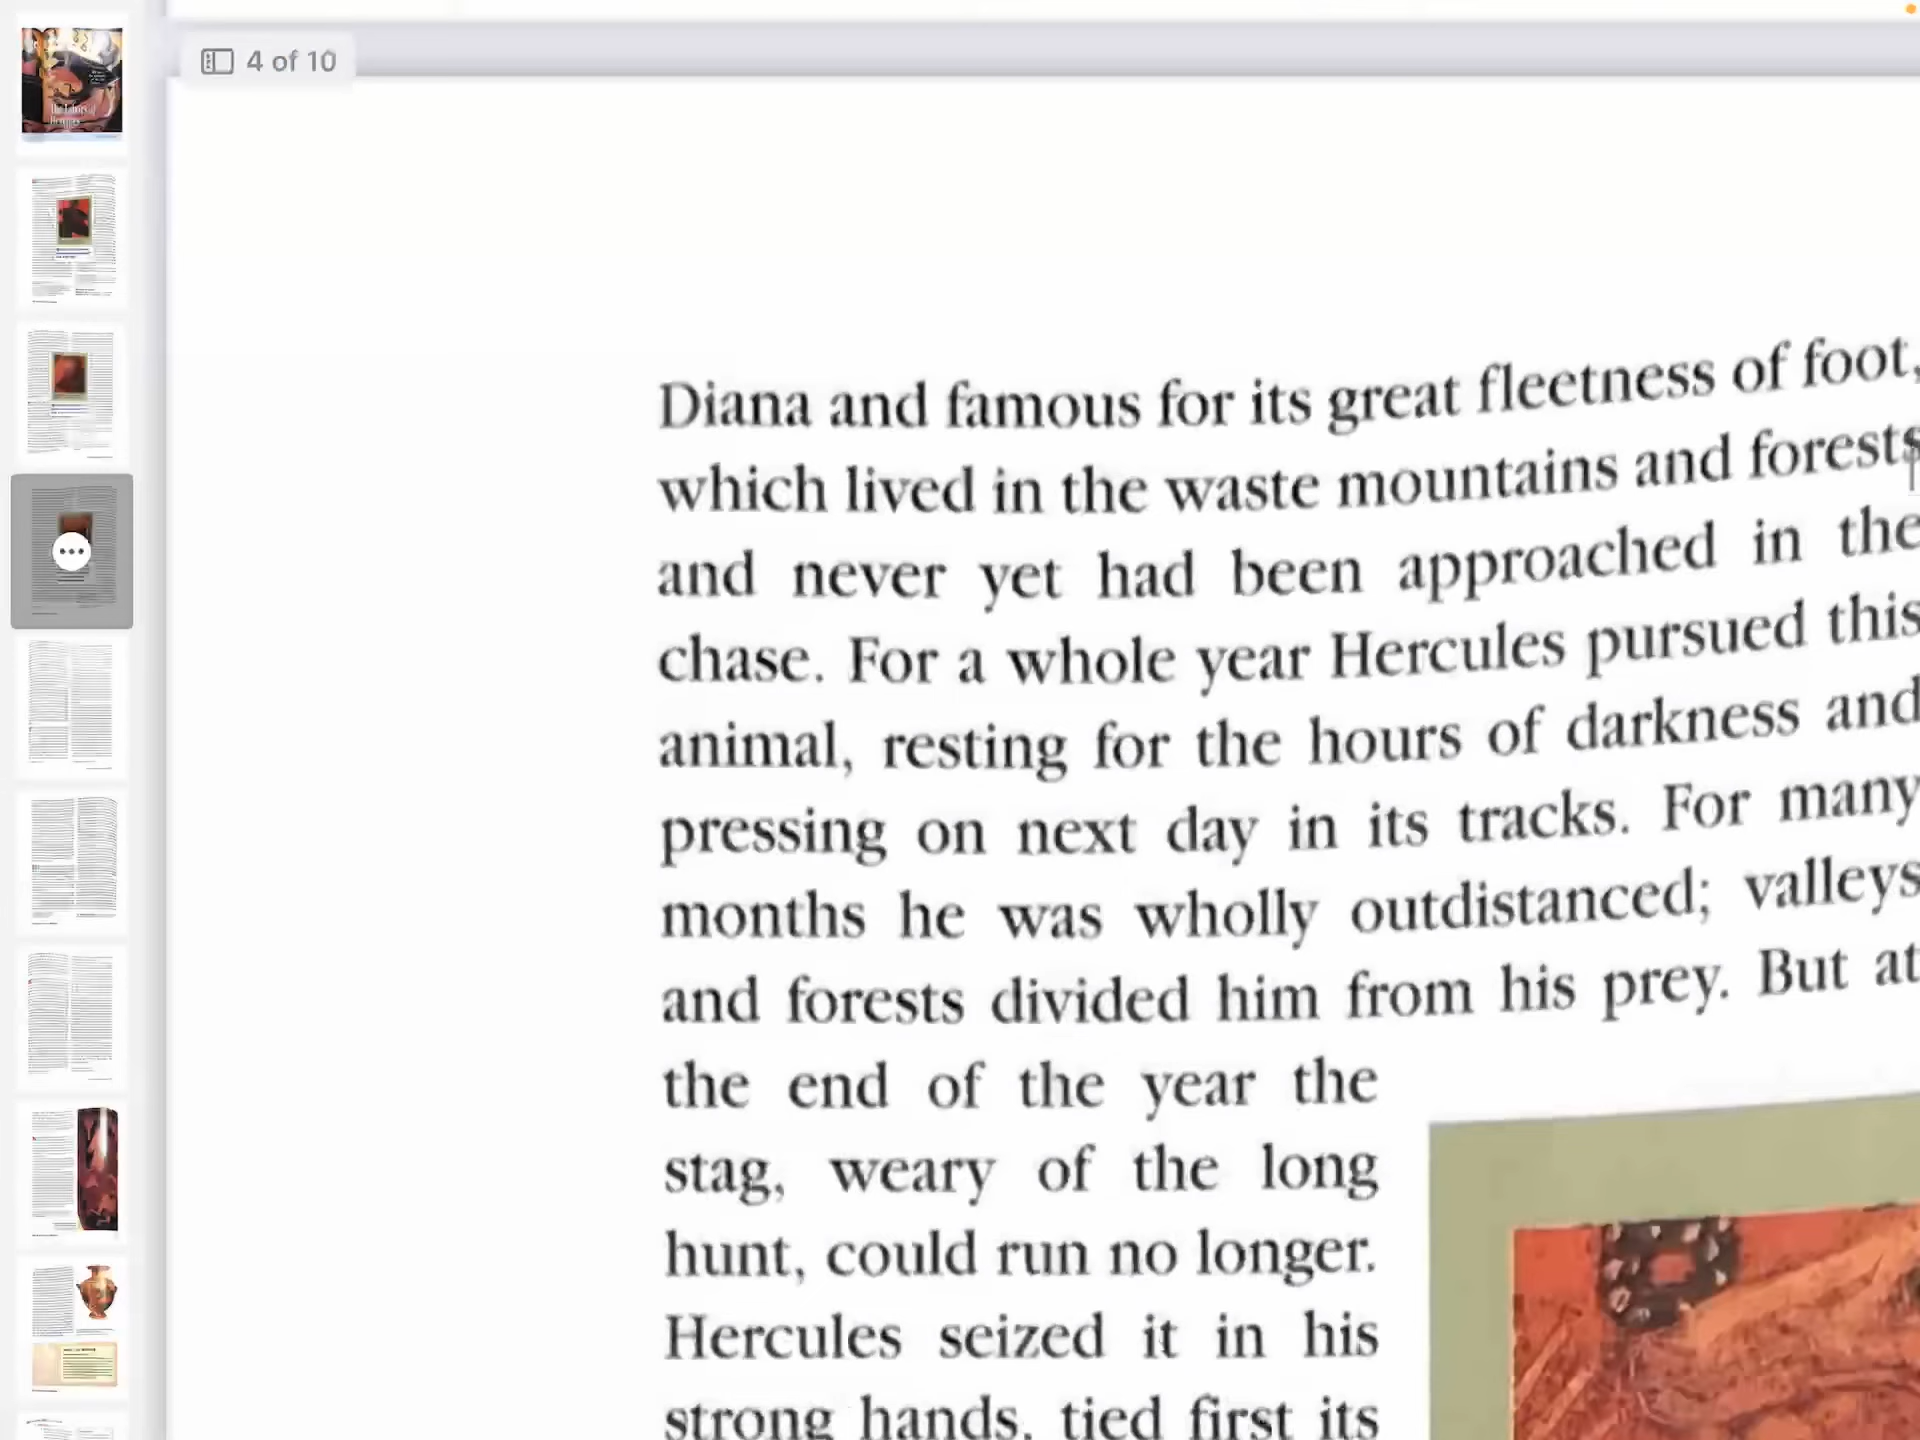 4 of 10
The Labors of
Hercules
Diana and famous for its great fleetness of foot,
which lived in the waste mountains and forests
and never yet had been approached in the
chase. For a whole year Hercules pursued this
animal, resting for the hours of darkness and
pressing on next day in its tracks. For many
months he was wholly outdistanced; valleys
and forests divided him from his prey. But at
the end of the year the
stag, weary of the long
hunt, could run no longer.
Hercules seized it in his
strong hands, tied first its